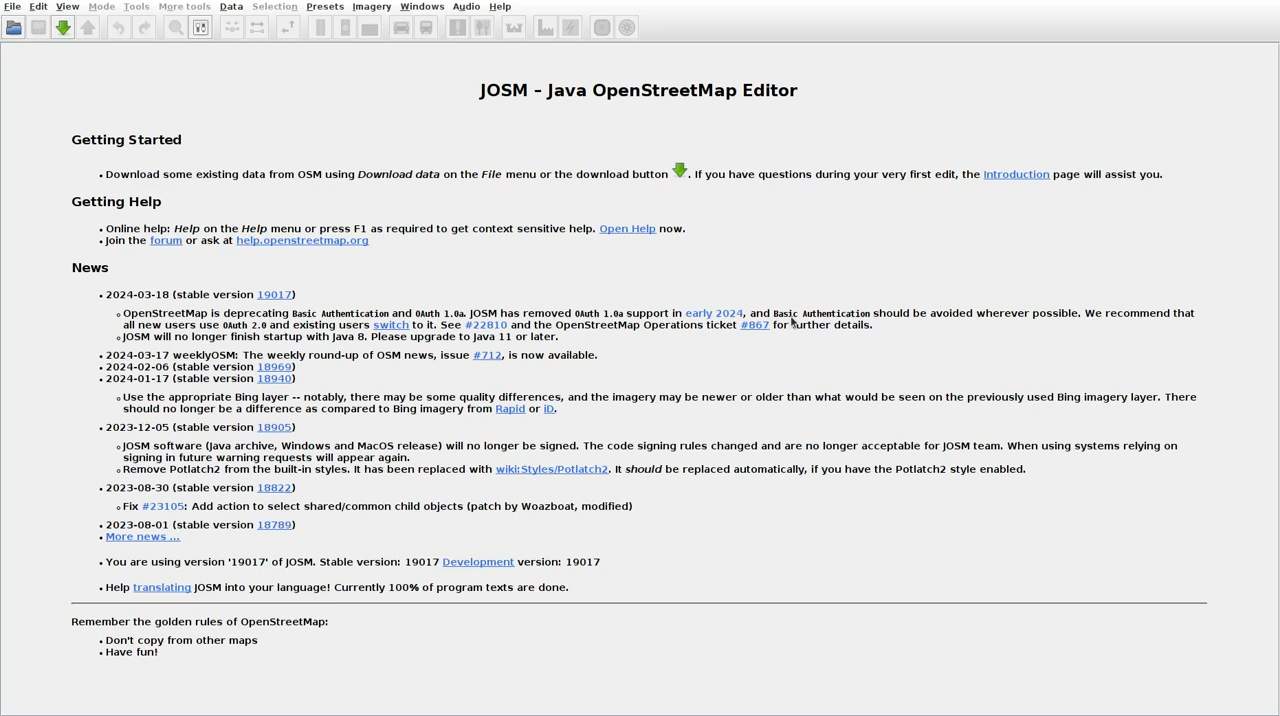 File Edit View Mode Tools More tools Data Selection Presets Imagery Windows Audio Help
JOSM – Java OpenStreetMap Editor
Getting Started
• Download some existing data from OSM using Download data on the File menu or the download button . If you have questions during your very first edit, the Introduction page will assist you.
Getting Help
• Online help: Help on the Help menu or press F1 as required to get context sensitive help. Open Help now.
• Join the forum or ask at help.openstreetmap.org
News
• 2024-03-18 (stable version 19017)
◦ OpenStreetMap is deprecating Basic Authentication and OAuth 1.0a. JOSM has removed OAuth 1.0a support in early 2024, and Basic Authentication should be avoided wherever possible. We recommend that
all new users use OAuth 2.0 and existing users switch to it. See #22810 and the OpenStreetMap Operations ticket #867 for further details.
◦ JOSM will no longer finish startup with Java 8. Please upgrade to Java 11 or later.
• 2024-03-17 weeklyOSM: The weekly round-up of OSM news, issue #712, is now available.
• 2024-02-06 (stable version 18969)
• 2024-01-17 (stable version 18940)
◦ Use the appropriate Bing layer -- notably, there may be some quality differences, and the imagery may be newer or older than what would be seen on the previously used Bing imagery layer. There
should no longer be a difference as compared to Bing imagery from Rapid or iD.
• 2023-12-05 (stable version 18905)
◦ JOSM software (Java archive, Windows and MacOS release) will no longer be signed. The code signing rules changed and are no longer acceptable for JOSM team. When using systems relying on
signing in future warning requests will appear again.
◦ Remove Potlatch2 from the built-in styles. It has been replaced with wiki:Styles/Potlatch2. It should be replaced automatically, if you have the Potlatch2 style enabled.
• 2023-08-30 (stable version 18822)
◦ Fix #23105: Add action to select shared/common child objects (patch by Woazboat, modified)
• 2023-08-01 (stable version 18789)
• More news ...
• You are using version '19017' of JOSM. Stable version: 19017 Development version: 19017
• Help translating JOSM into your language! Currently 100% of program texts are done.
Remember the golden rules of OpenStreetMap:
• Don't copy from other maps
• Have fun!